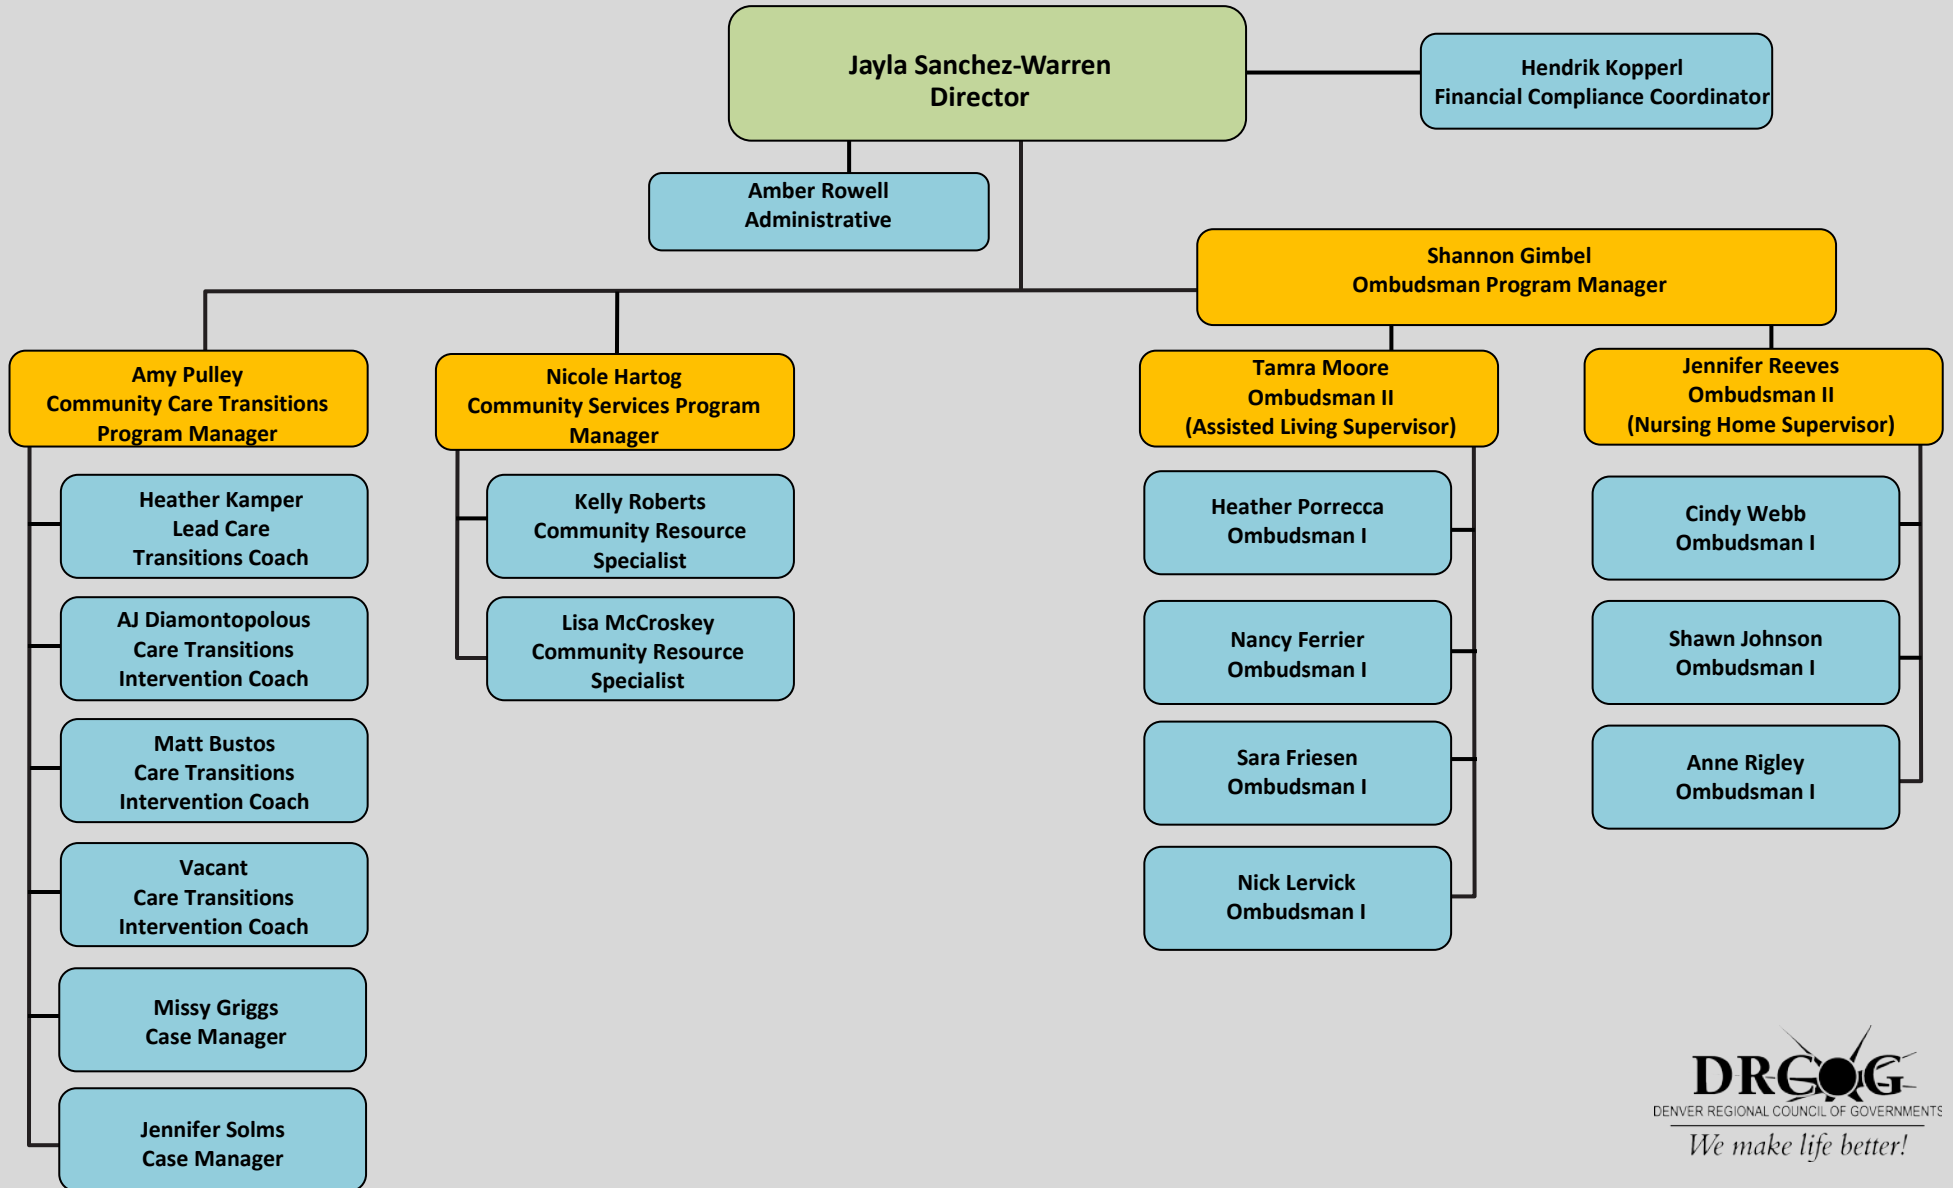 Jayla Sanchez-Warren
Director
Hendrik Kopperl
Financial Compliance Coordinator
Amber Rowell
Administrative
Shannon Gimbel
Ombudsman Program Manager
Amy Pulley
Community Care Transitions
Program Manager
Heather Kamper
Lead Care
Transitions Coach
AJ Diamontopolous
Care Transitions
Intervention Coach
Matt Bustos
Care Transitions
Intervention Coach
Vacant
Care Transitions
Intervention Coach
Missy Griggs
Case Manager
Jennifer Solms
Case Manager
Nicole Hartog
Community Services Program
Manager
Kelly Roberts
Community Resource
Specialist
Lisa McCroskey
Community Resource
Specialist
Tamra Moore
Ombudsman II
(Assisted Living Supervisor)
Heather Porrecca
Ombudsman I
Nancy Ferrier
Ombudsman I
Sara Friesen
Ombudsman I
Nick Lervick
Ombudsman I
Jennifer Reeves
Ombudsman II
(Nursing Home Supervisor)
Cindy Webb
Ombudsman I
Shawn Johnson
Ombudsman I
Anne Rigley
Ombudsman I
DRCOG
DENVER REGIONAL COUNCIL OF GOVERNMENTS
We make life better!